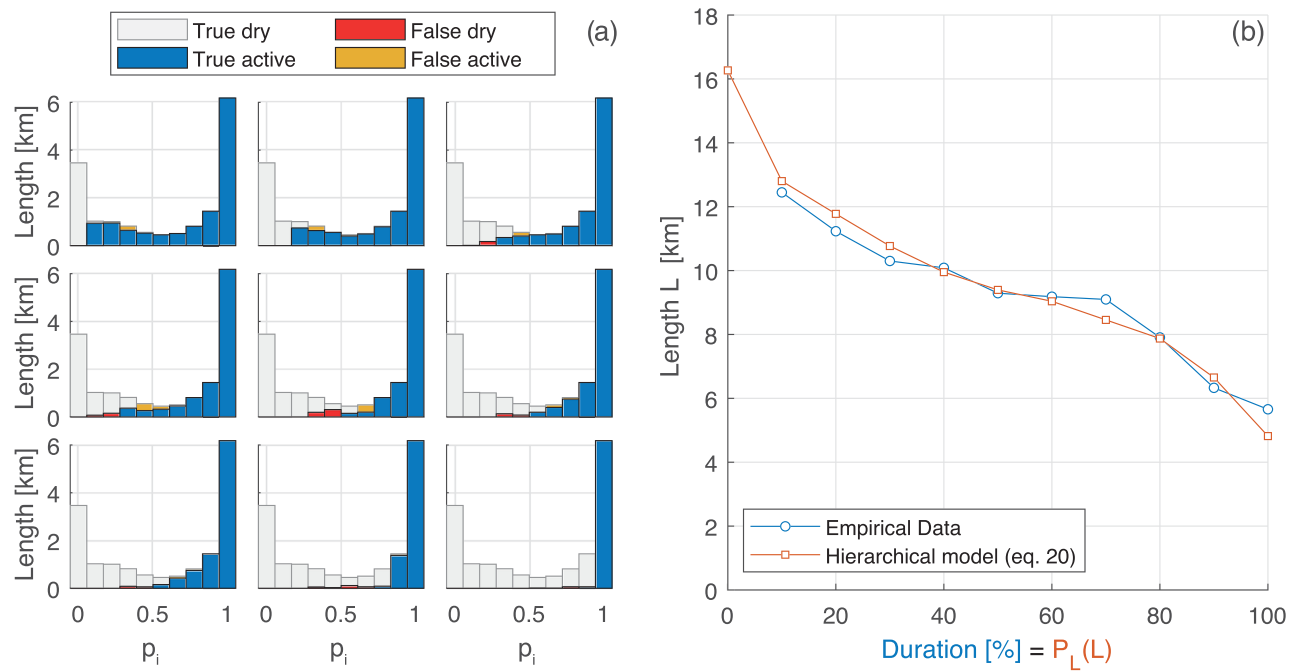 True dry
False dry
True active
False active
(a)
Length [km]
6
4
2
0
Length [km]
6
4
2
0
Length [km]
6
4
2
0
0 0.5 1
0 0.5 1
0 0.5 1
p_i
p_i
p_i
(b)
Length L [km]
18
16
14
12
10
8
6
4
2
0
Empirical Data
Hierarchical model (eq. 20)
0 20 40 60 80 100
Duration [%] = P_L(L)